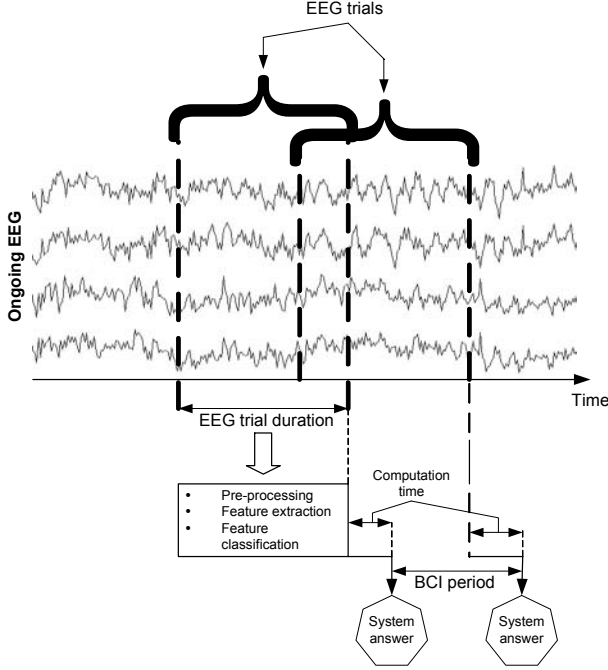 EEG trials
Ongoing EEG
Time
EEG trial duration
• Pre-processing
• Feature extraction
• Feature
classification
Computation
time
BCI period
System
answer
System
answer